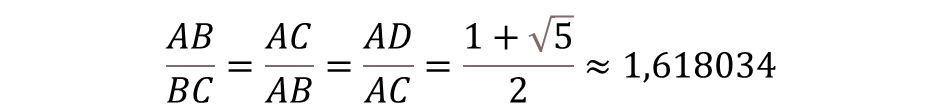 AB/BC = AC/AB = AD/AC = (1 + √5)/2 ≈ 1,618034